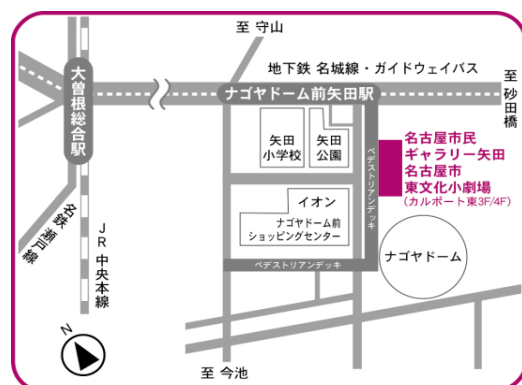 至 守山
地下鉄 名城線・ガイドウェイバス
至 砂田橋
大曽根総合駅
ナゴヤドーム前矢田駅
矢田
小学校
矢田
公園
ペデストリアンデッキ
名古屋市民
ギャラリー矢田
名古屋市
東文化小劇場
(カルポート東3F/4F)
イオン
ナゴヤドーム前
ショッピングセンター
ナゴヤドーム
ペデストリアンデッキ
名鉄 瀬戸線
JR 中央本線
N
至 今池